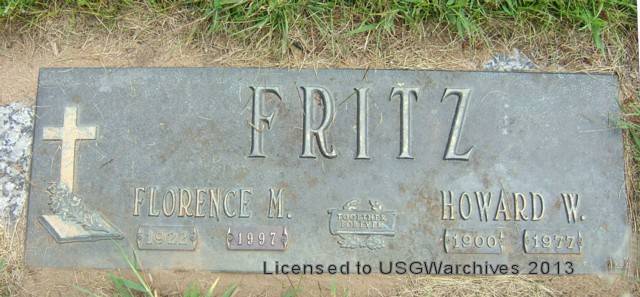 FRITZ
FLORENCE M.
1922 1997
TOGETHER
FOREVER
HOWARD W.
1900 1977
Licensed to USGWarchives 2013